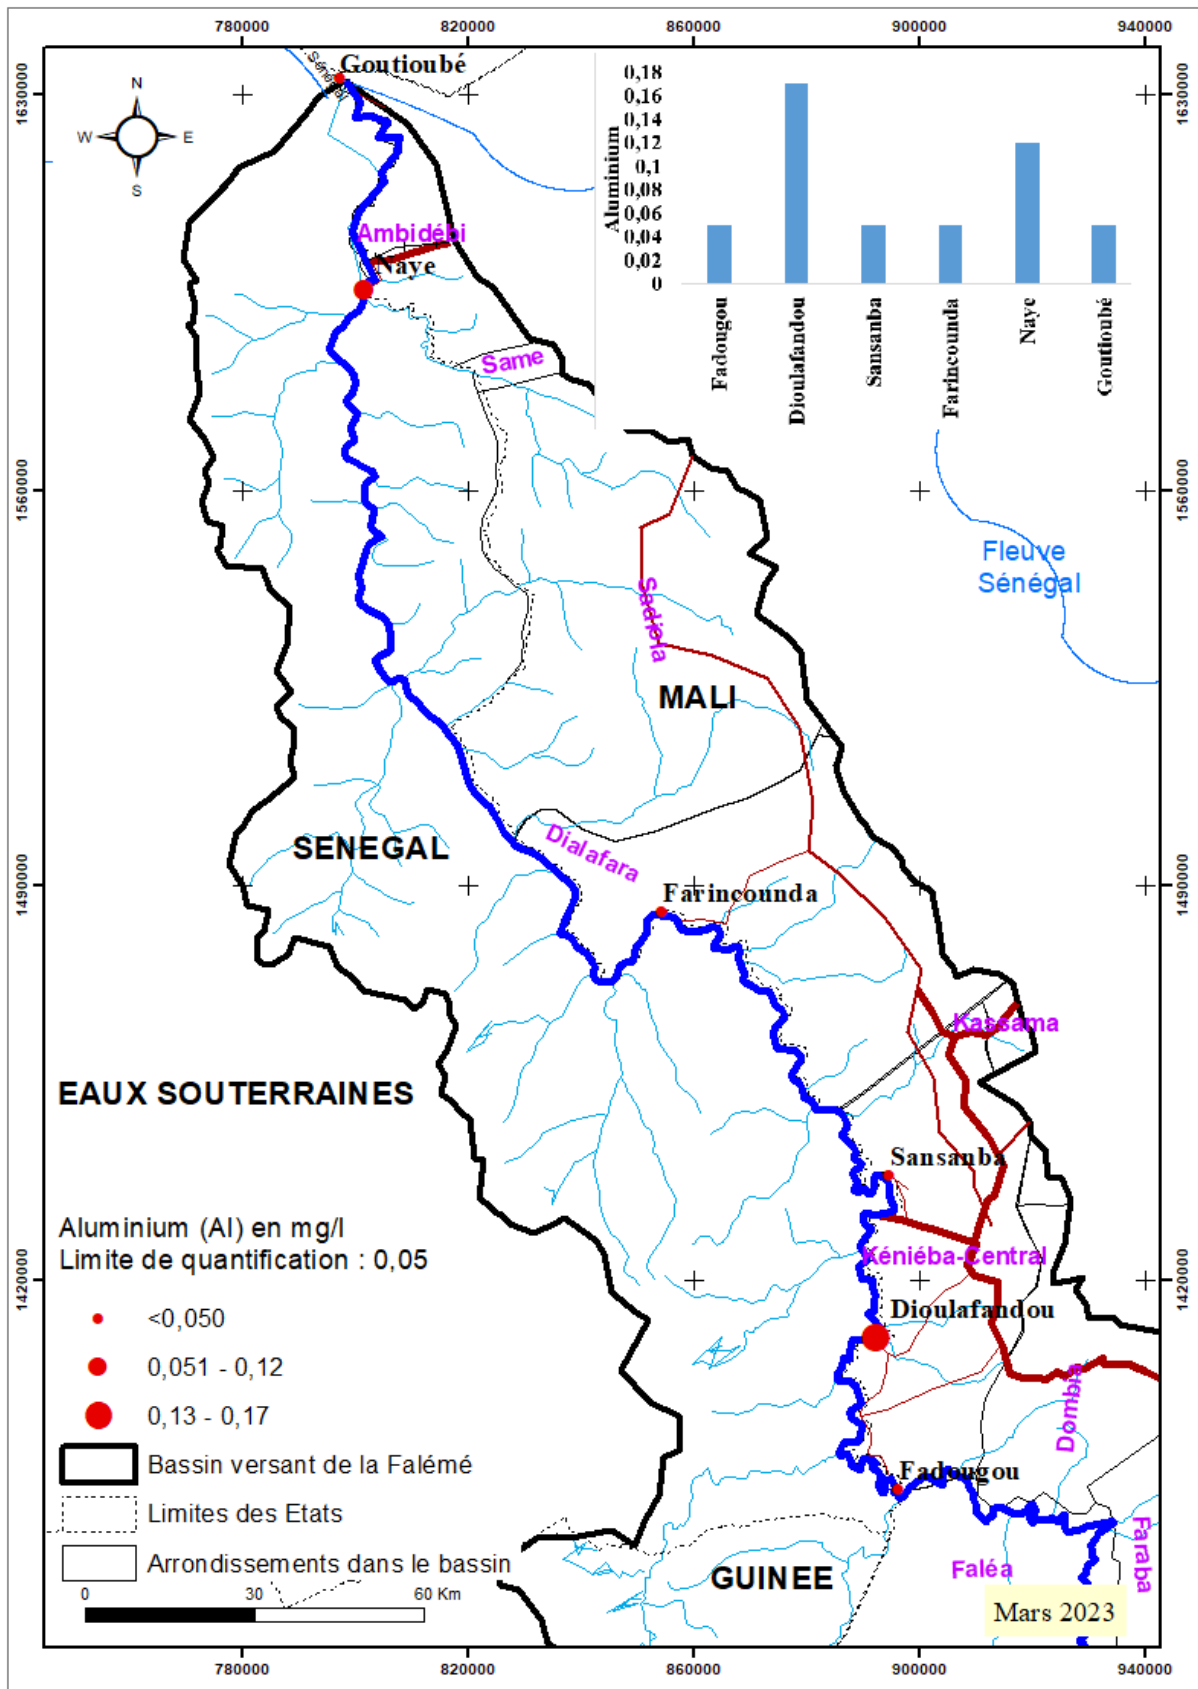 780000
820000
860000
900000
940000
1630000
1560000
1490000
1420000
1630000
1560000
1490000
1420000
N
W
E
S
Sénégal
Goutioubé
Ambidébi
Naye
Same
Aluminium
0,18
0,16
0,14
0,12
0,1
0,08
0,06
0,04
0,02
0
Fadougou
Dioulafandou
Sansanba
Farincounda
Naye
Goutioubé
Fleuve
Sénégal
Sadiola
MALI
SENEGAL
Dialafara
Farincounda
Kassama
EAUX SOUTERRAINES
Sansanba
Kéniéba-Central
Dioulafandou
Dombia
Fadougou
Faraba
Faléa
GUINEE
Aluminium (Al) en mg/l
Limite de quantification : 0,05
<0,050
0,051 - 0,12
0,13 - 0,17
Bassin versant de la Falémé
Limites des Etats
Arrondissements dans le bassin
0
30
60 Km
Mars 2023
780000
820000
860000
900000
940000